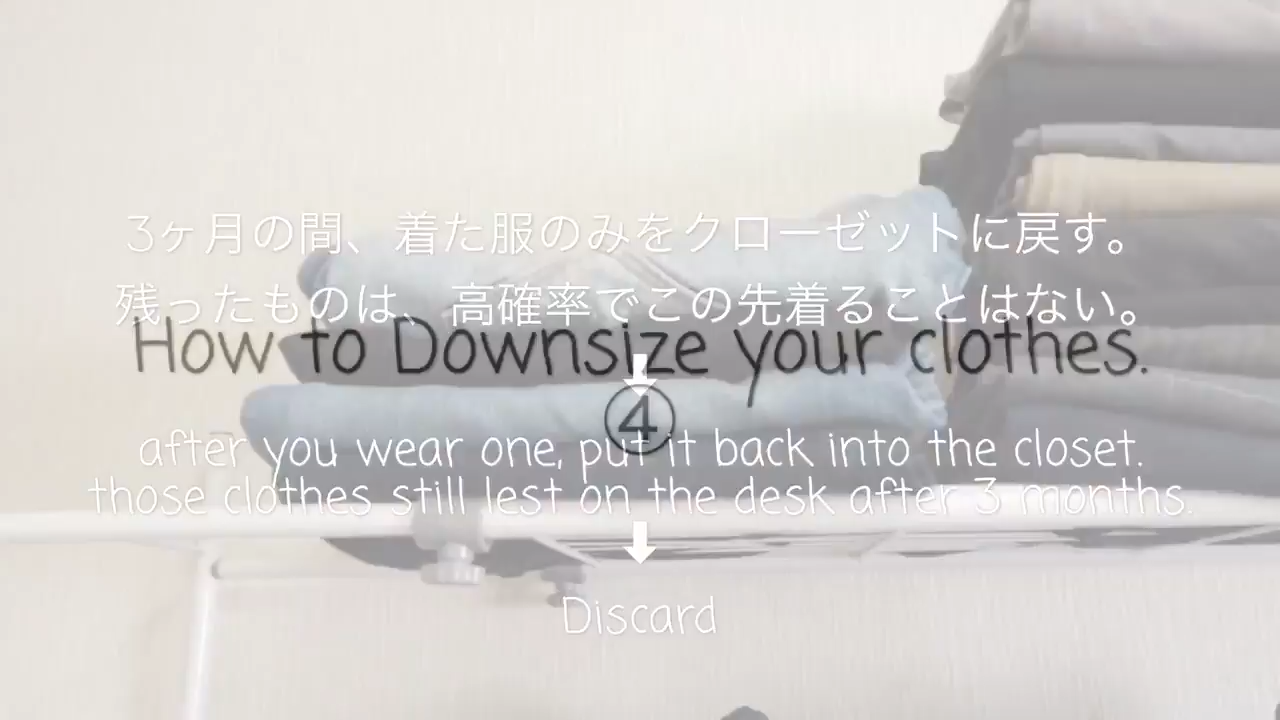 3ヶ月の間、着た服のみをクローゼットに戻す。
残ったものは、高確率でこの先着ることはない。
How to Downsize your clothes.
⬇
④
after you wear one, put it back into the closet.
those clothes still lest on the desk after 3 months.
⬇
Discard